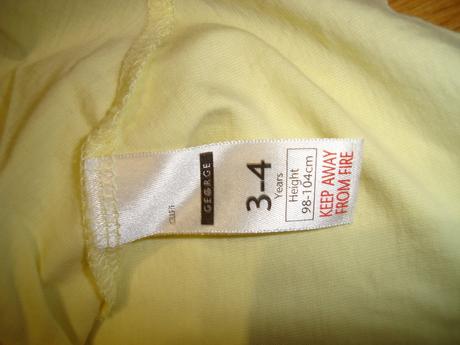 GEORGE
3-4
Years
Height
98-104cm
KEEP AWAY
FROM FIRE